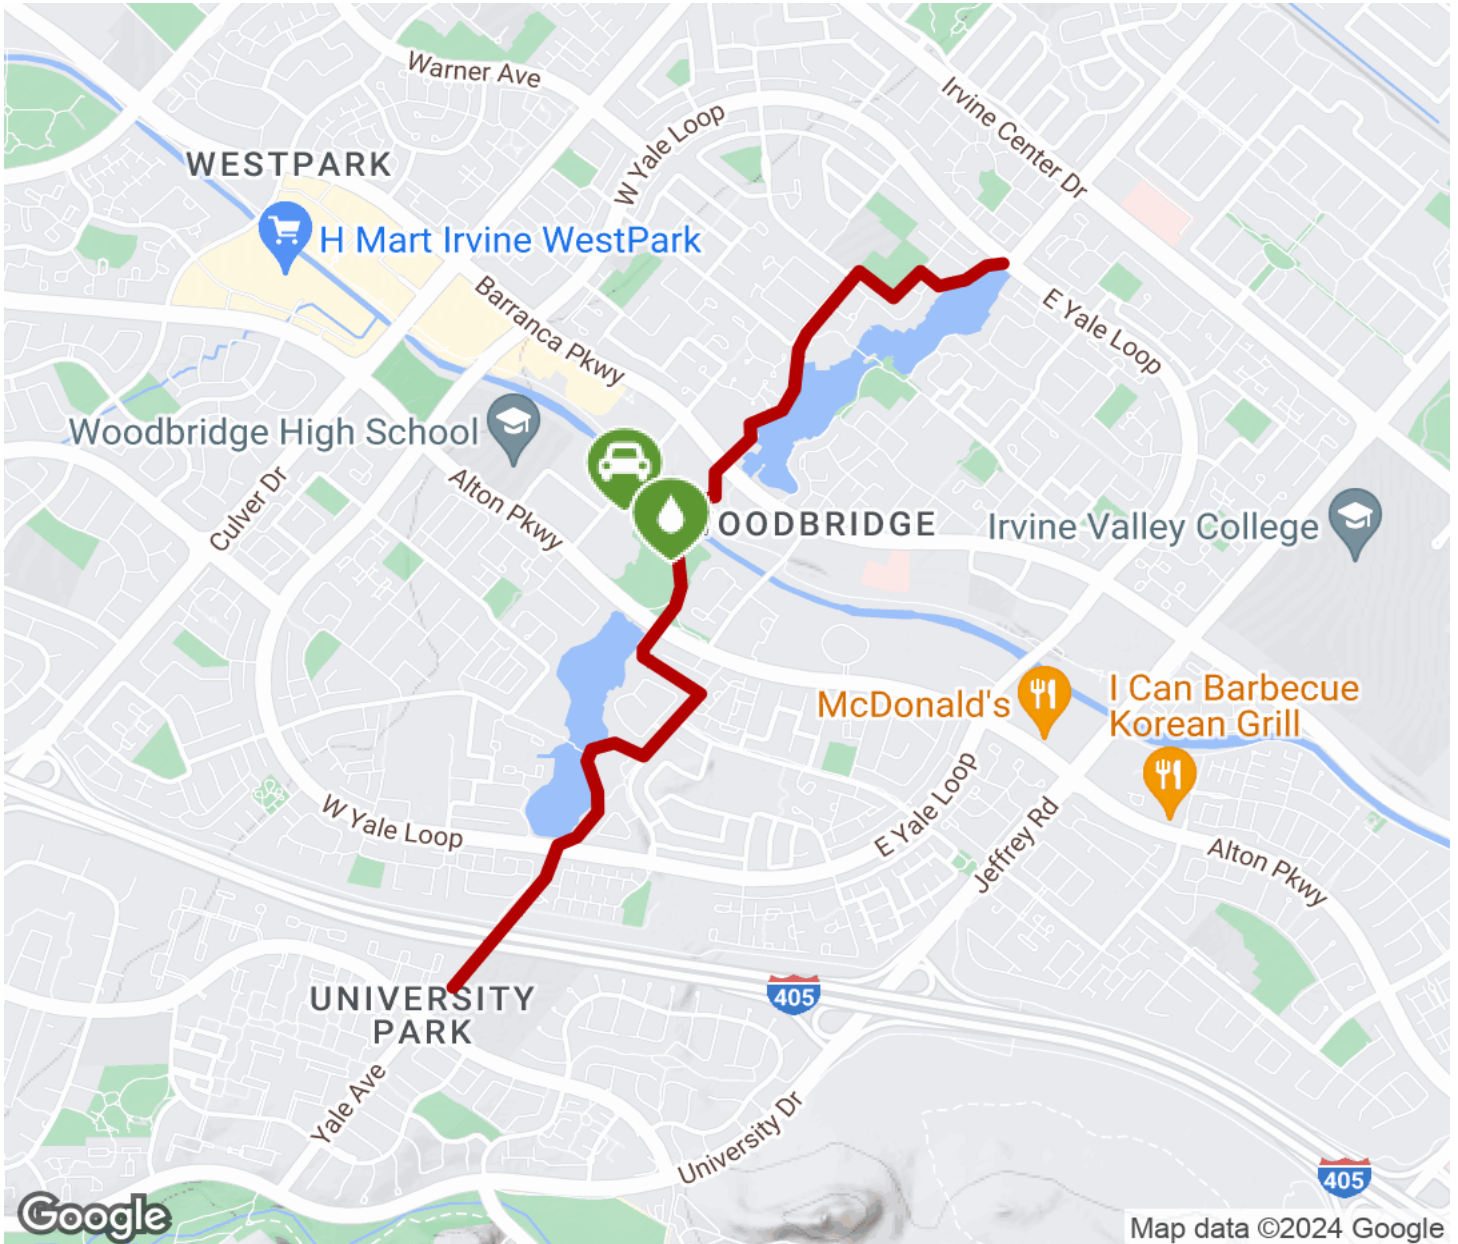 Warner Ave
W Yale Loop
Irvine Center Dr
WESTPARK
H Mart Irvine WestPark
Barranca Pkwy
E Yale Loop
Woodbridge High School
Culver Dr
Alton Pkwy
OODBRIDGE
Irvine Valley College
McDonald's
I Can Barbecue
Korean Grill
W Yale Loop
E Yale Loop
Jeffrey Rd
Alton Pkwy
UNIVERSITY
PARK
405
Yale Ave
University Dr
405
Google
Map data ©2024 Google